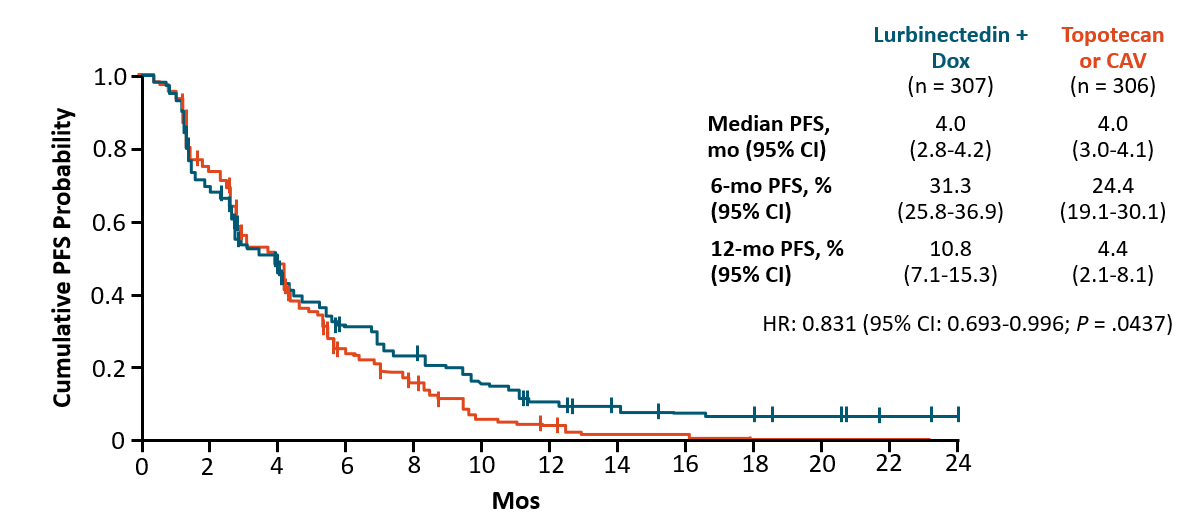 Lurbinectedin +
Dox
(n = 307)
Topotecan
or CAV
(n = 306)
Median PFS,
mo (95% CI)
4.0
(2.8-4.2)
4.0
(3.0-4.1)
6-mo PFS, %
(95% CI)
31.3
(25.8-36.9)
24.4
(19.1-30.1)
12-mo PFS, %
(95% CI)
10.8
(7.1-15.3)
4.4
(2.1-8.1)
HR: 0.831 (95% CI: 0.693-0.996; P = .0437)
Cumulative PFS Probability
1.0
0.8
0.6
0.4
0.2
0
0 2 4 6 8 10 12 14 16 18 20 22 24
Mos